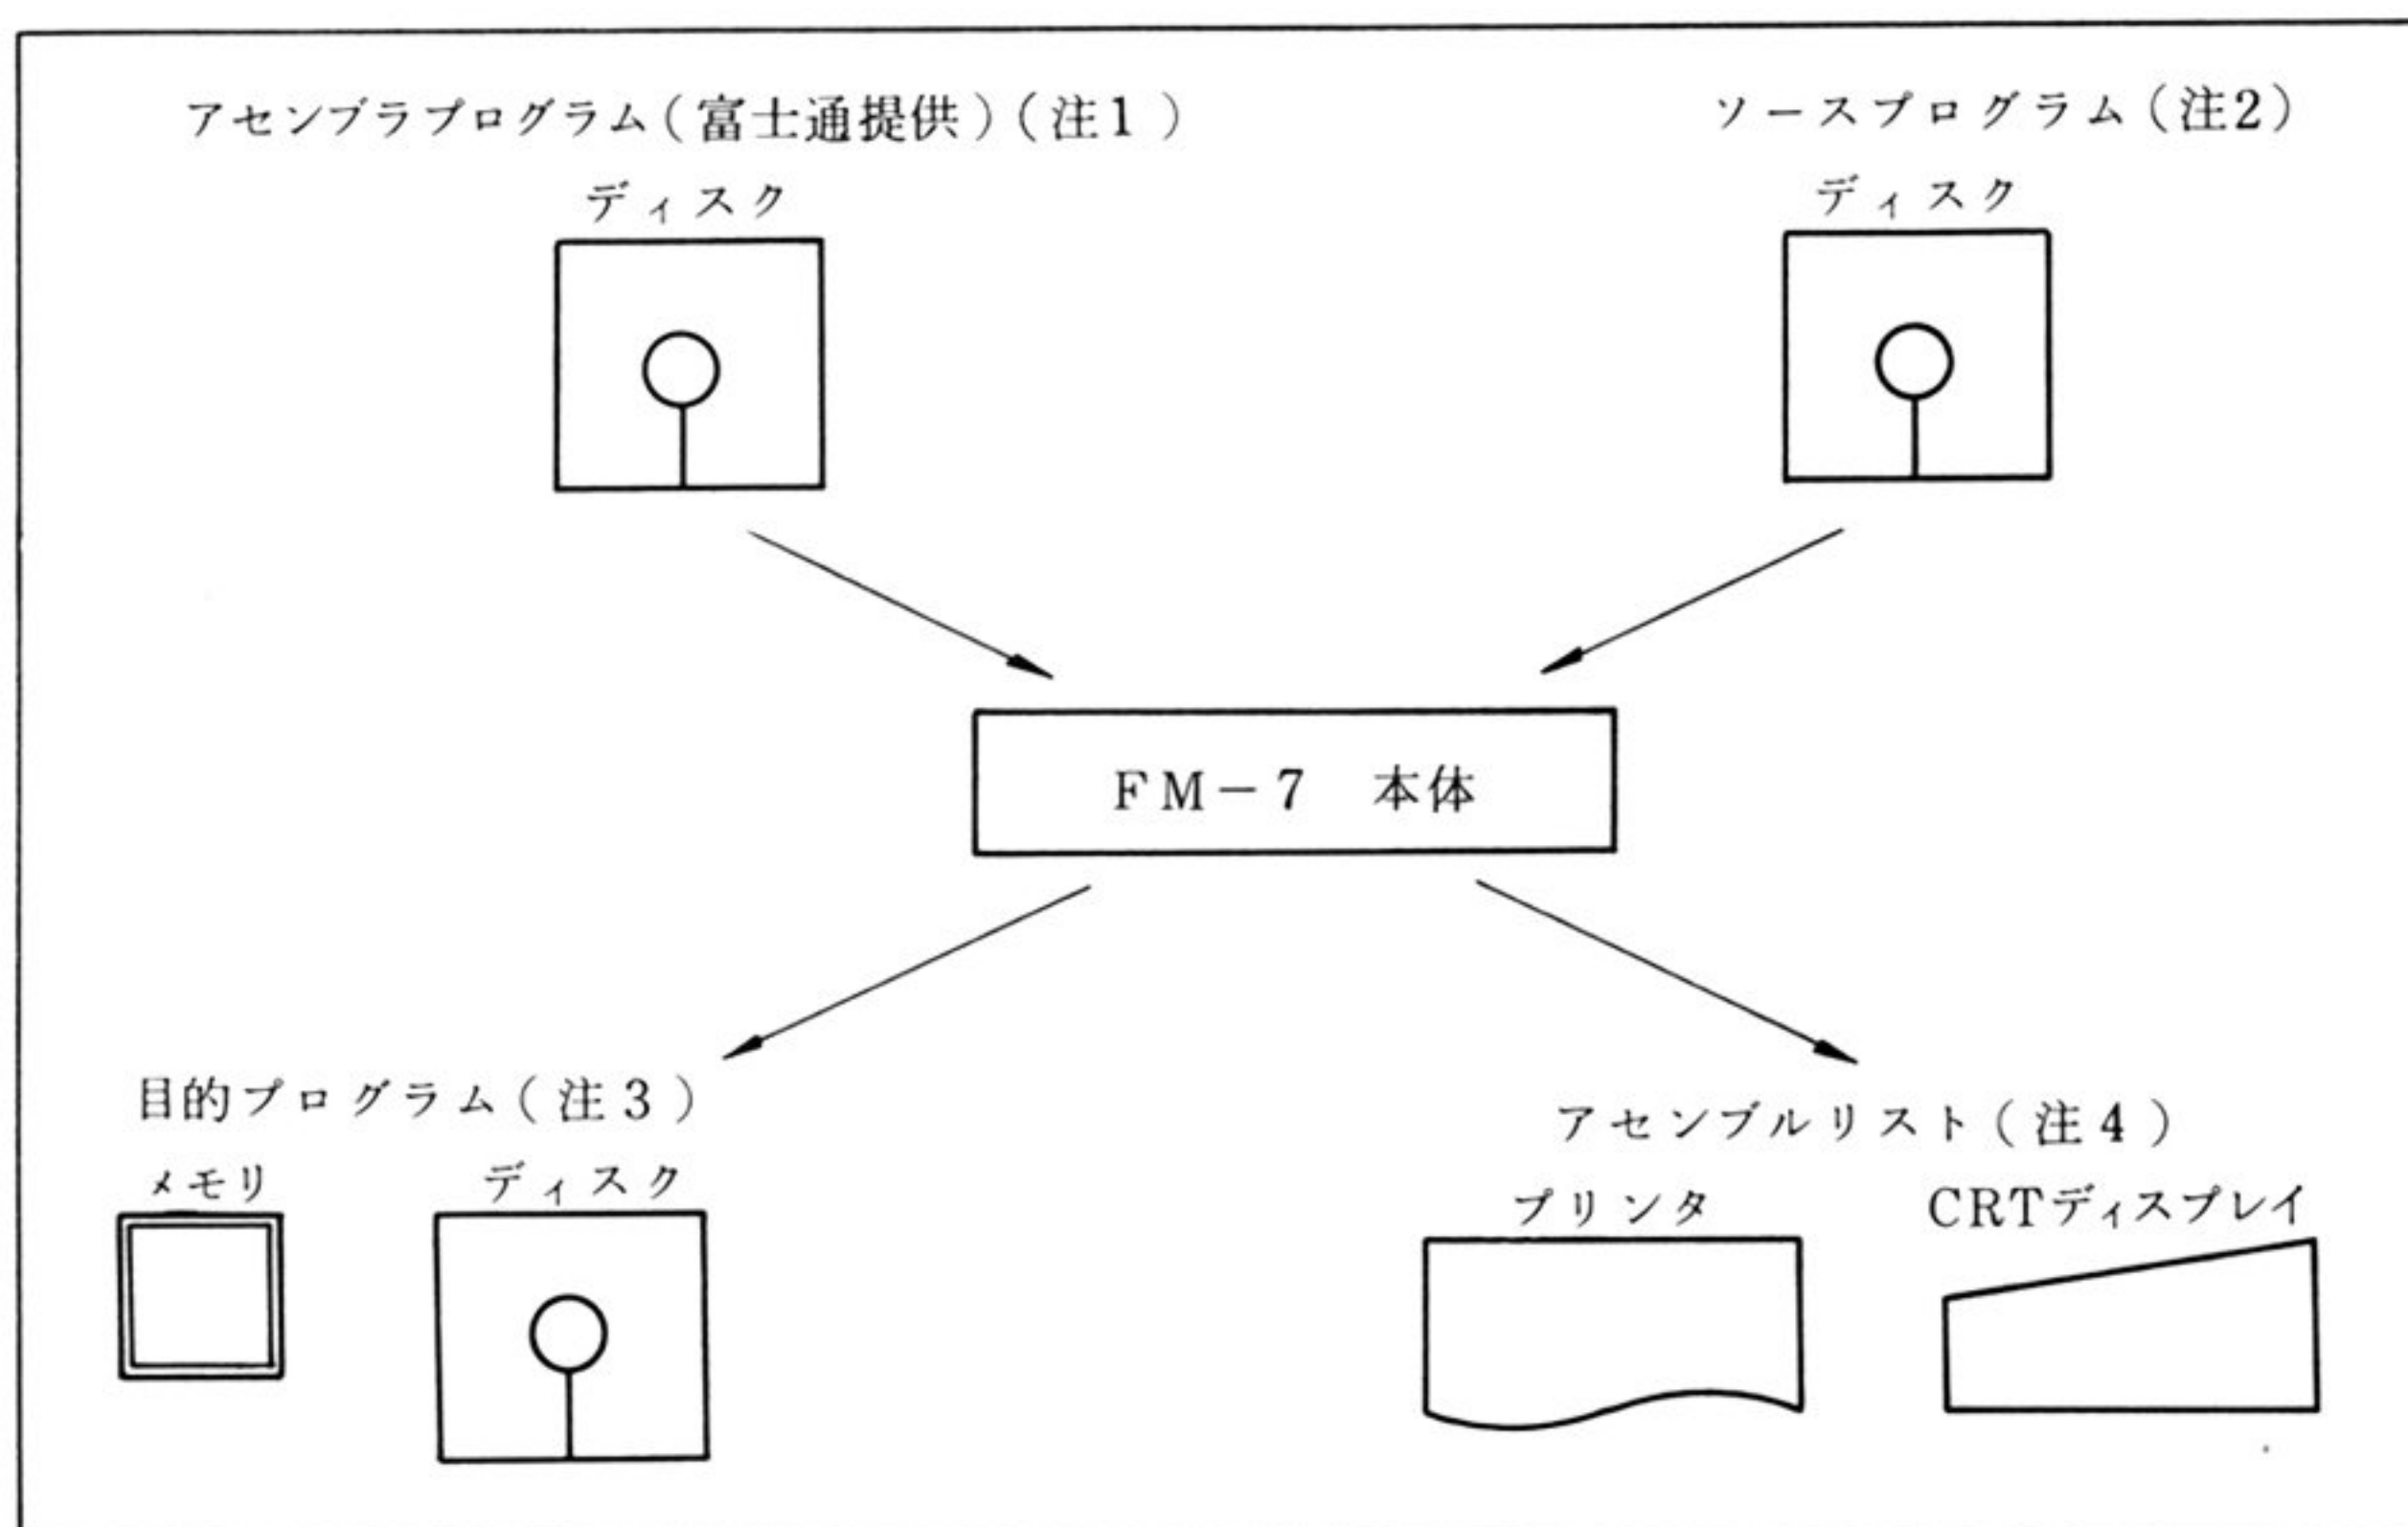 アセンブラプログラム(富士通提供)(注1)
ソースプログラム(注2)
ディスク
ディスク
FM−7 本体
目的プログラム(注3)
メモリ
ディスク
アセンブルリスト(注4)
プリンタ
CRTディスプレイ